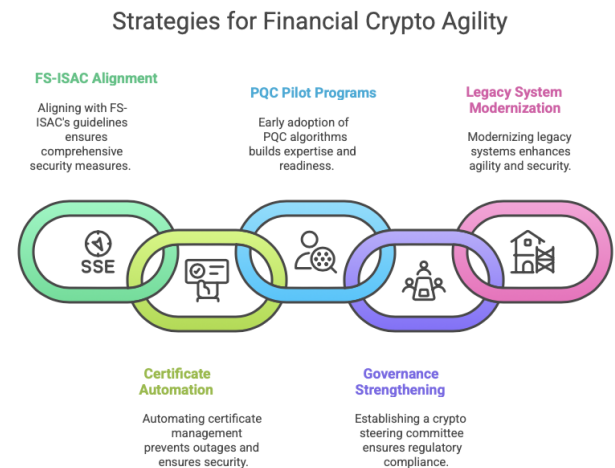 Strategies for Financial Crypto Agility
FS-ISAC Alignment
Aligning with FS-
ISAC's guidelines
ensures
comprehensive
security measures.
PQC Pilot Programs
Early adoption of
PQC algorithms
builds expertise and
readiness.
Legacy System
Modernization
Modernizing legacy
systems enhances
agility and security.
SSE
Certificate
Automation
Automating certificate
management
prevents outages and
ensures security.
Governance
Strengthening
Establishing a crypto
steering committee
ensures regulatory
compliance.